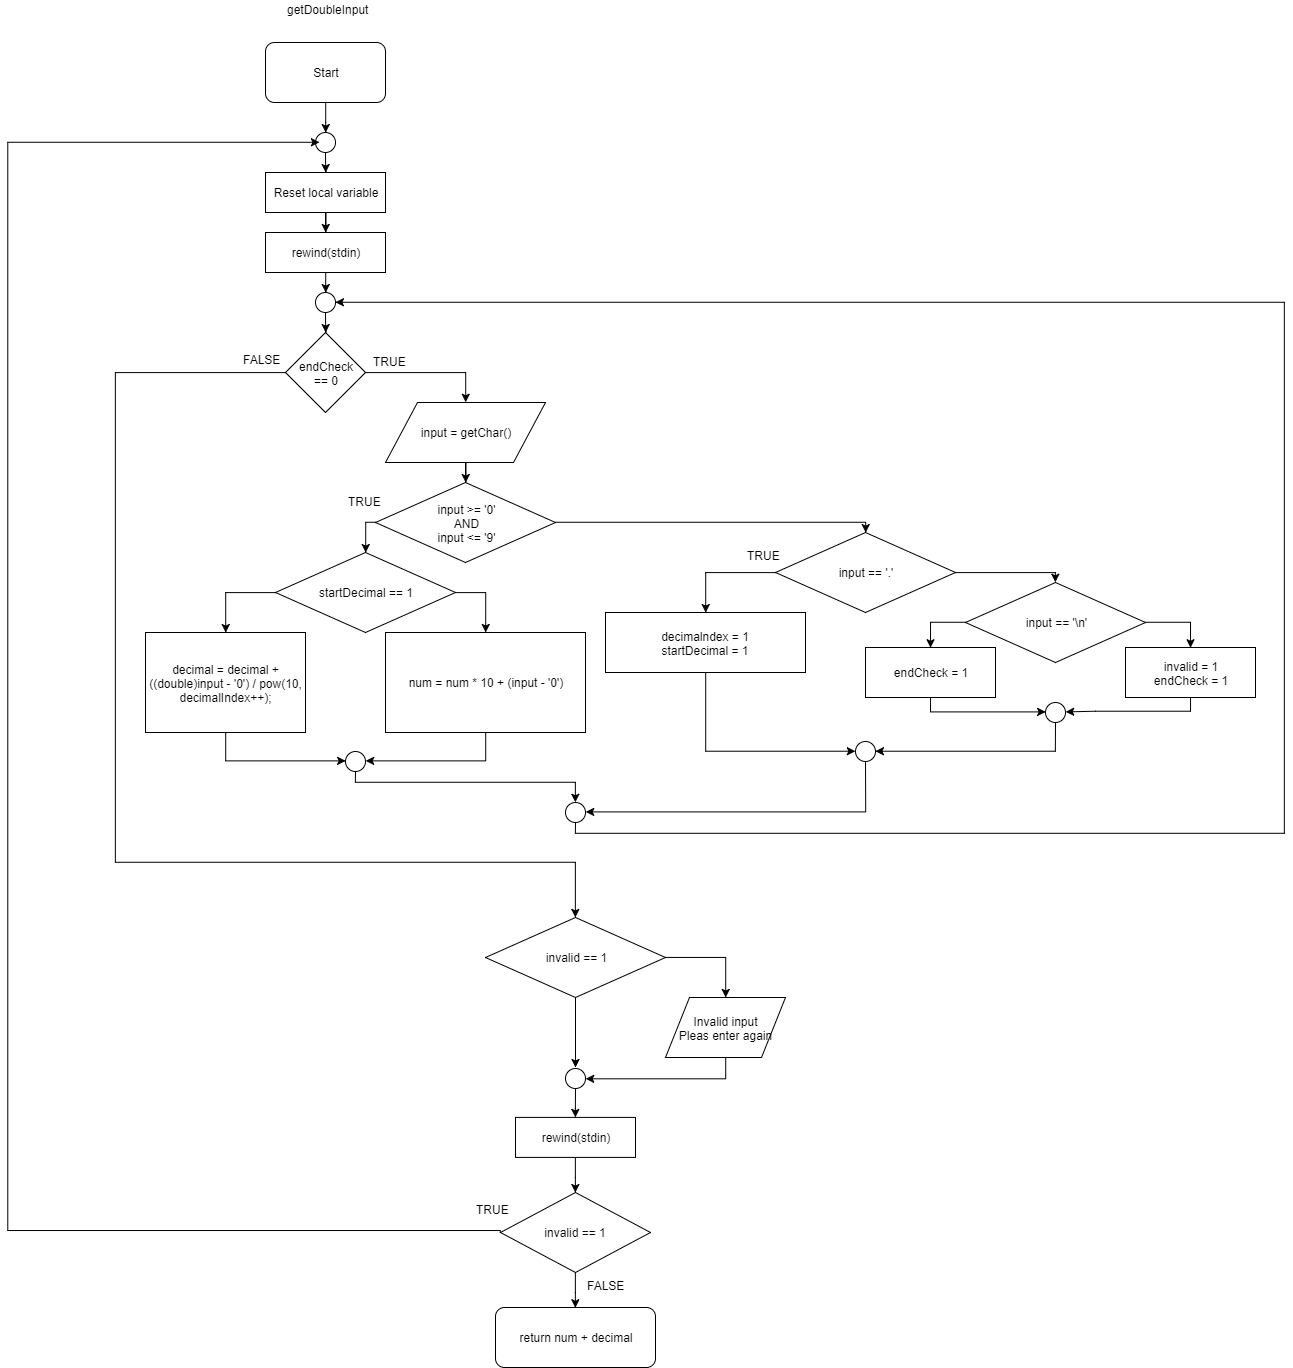 getDoubleInput
Start
Reset local variable
rewind(stdin)
FALSE
TRUE
endCheck
== 0
input = getChar()
TRUE
input >= '0'
AND
input <= '9'
TRUE
input == '.'
startDecimal == 1
input == '\n'
decimal = decimal +
((double)input - '0') / pow(10,
decimalIndex++);
num = num * 10 + (input - '0')
decimaIndex = 1
startDecimal = 1
endCheck = 1
invalid = 1
endCheck = 1
invalid == 1
Invalid input
Pleas enter again
rewind(stdin)
TRUE
invalid == 1
FALSE
return num + decimal